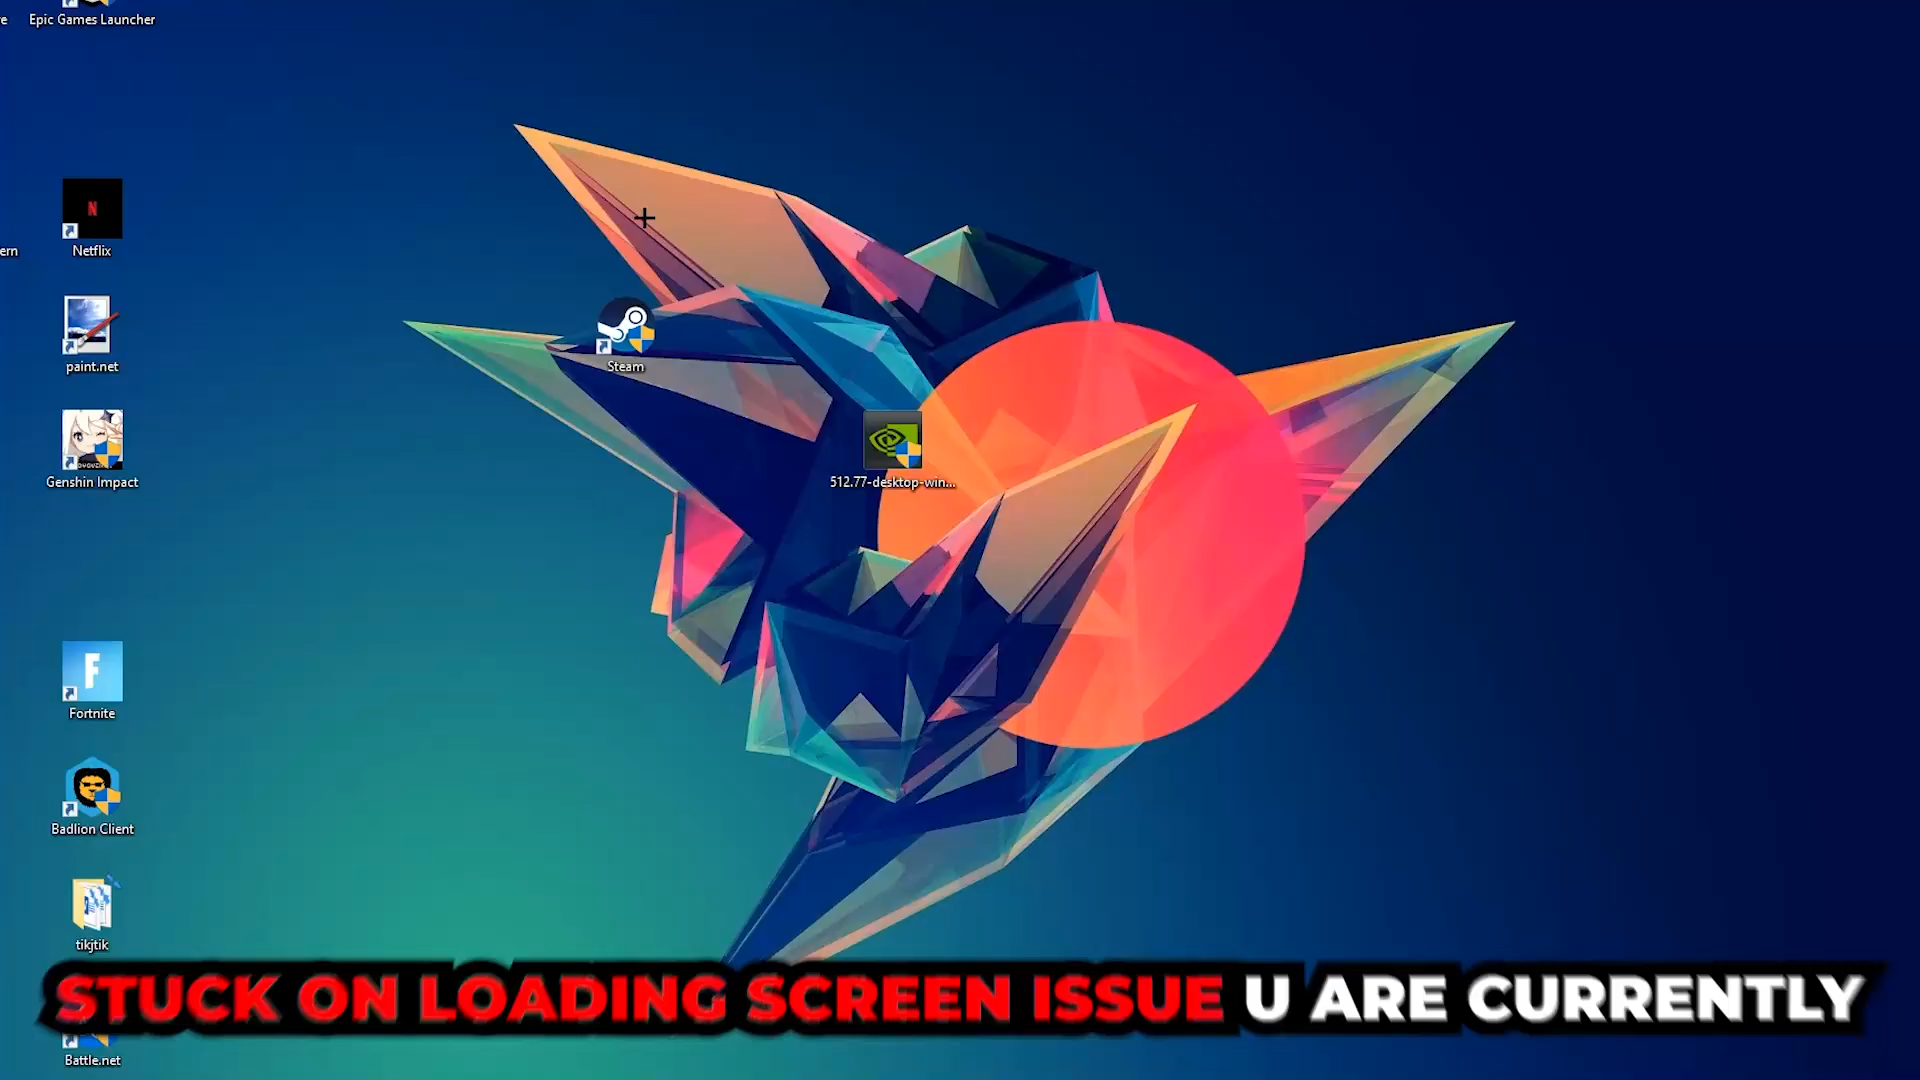 Epic Games Launcher
ern
Netflix
paint.net
Steam
Genshin Impact
512.77-desktop-win...
F
Fortnite
Badlion Client
tikjtik
STUCK ON LOADING SCREEN ISSUE U ARE CURRENTLY
Battle.net